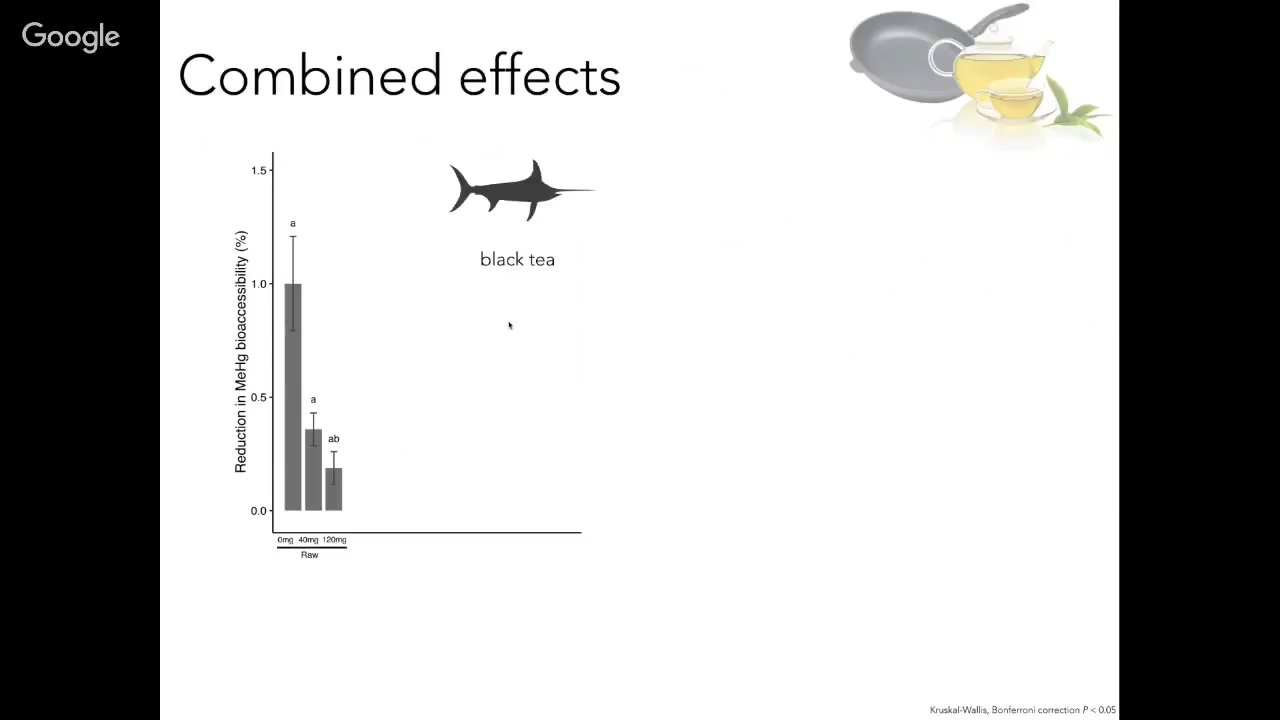 Google
Combined effects
1.5
1.0
0.5
0.0
Reduction in MeHg bioaccessibility (%)
a
a
ab
black tea
0mg 40mg 120mg
Raw
Kruskal-Wallis, Bonferroni correction P < 0.05